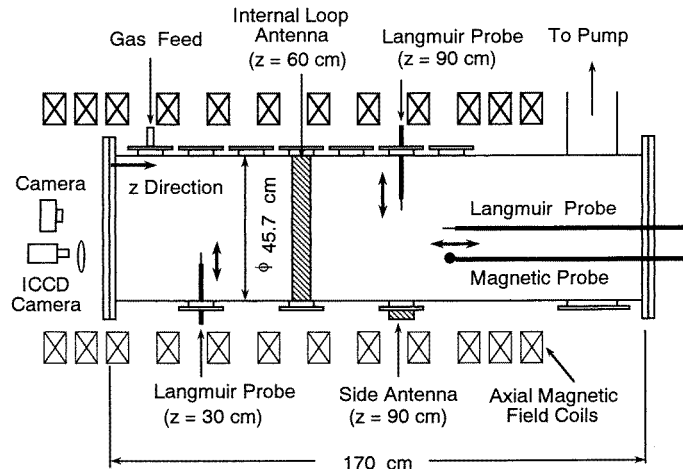 Internal Loop
Antenna
(z = 60 cm)
Gas Feed
Langmuir Probe
(z = 90 cm)
To Pump
z Direction
Camera
ϕ 45.7 cm
Langmuir Probe
Magnetic Probe
ICCD
Camera
Langmuir Probe
(z = 30 cm)
Side Antenna
(z = 90 cm)
Axial Magnetic
Field Coils
170 cm